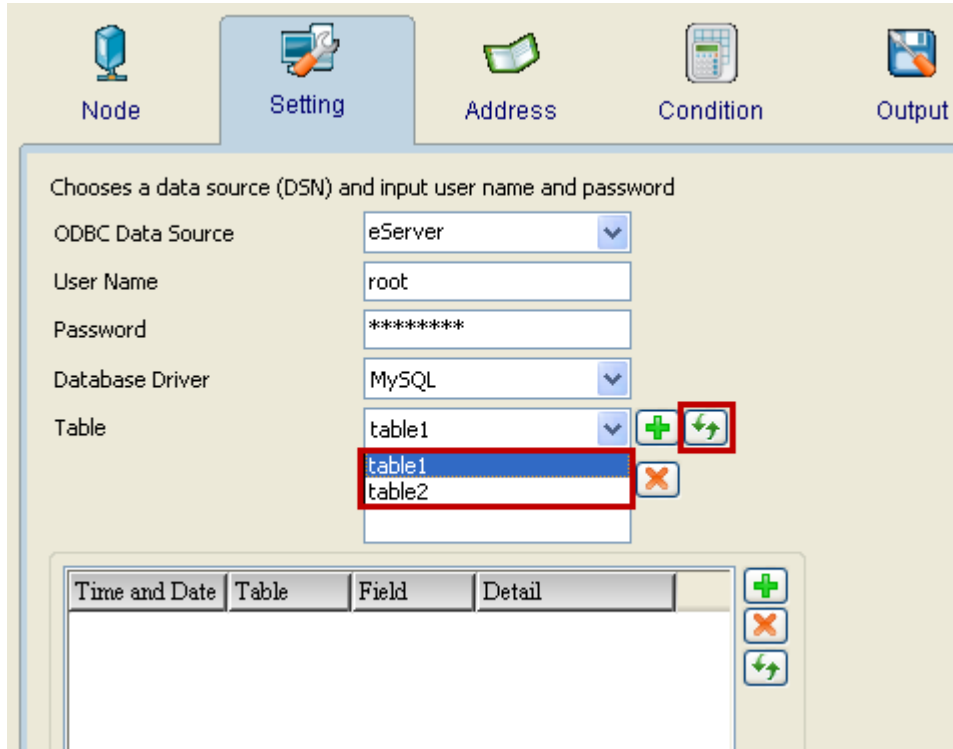 Node Setting Address Condition Output
Chooses a data source (DSN) and input user name and password
ODBC Data Source eServer
User Name root
Password ********
Database Driver MySQL
Table table1
table1
table2
Time and Date Table Field Detail